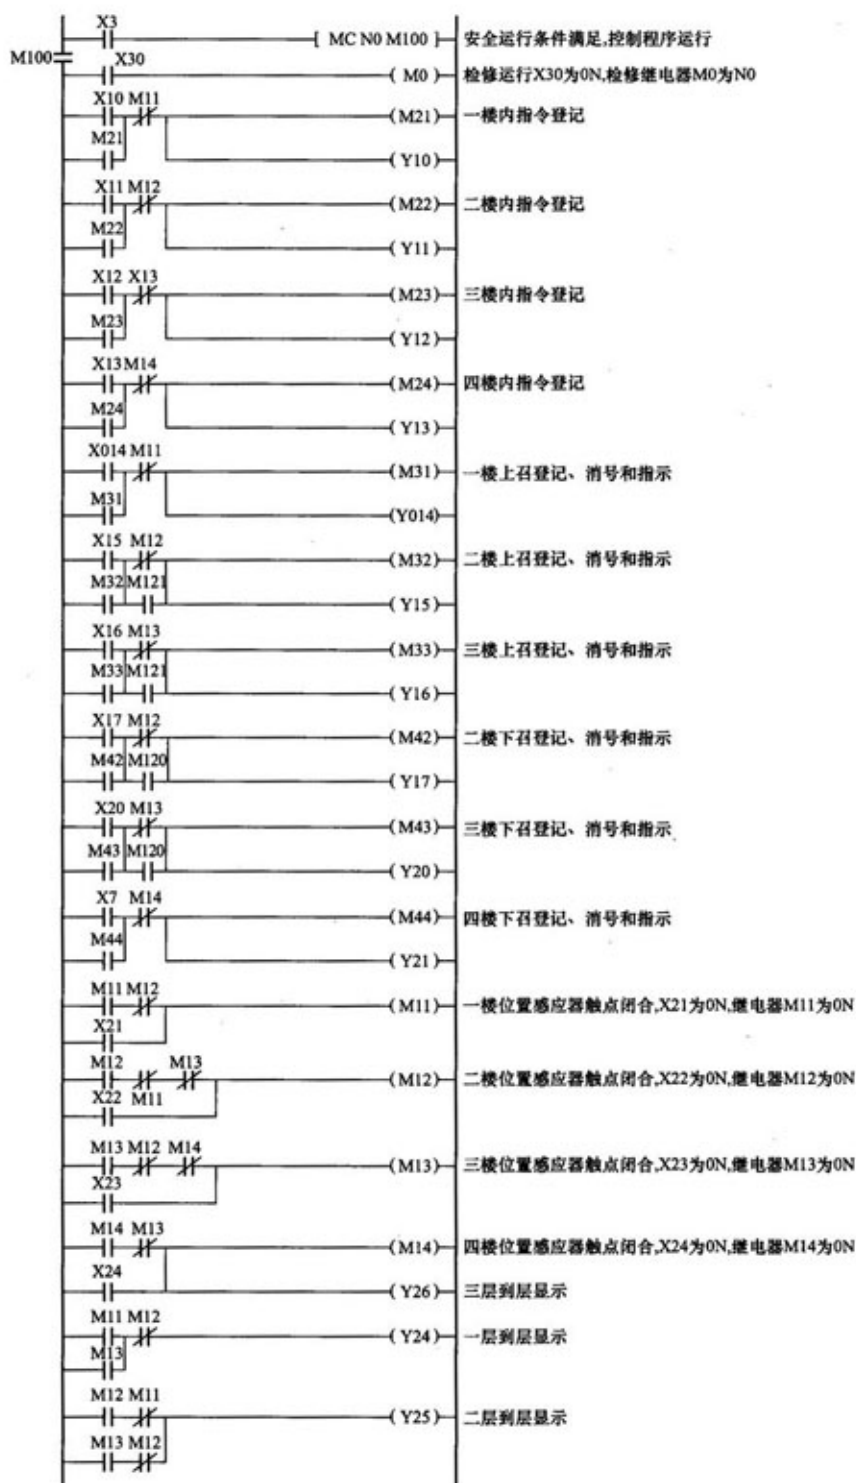 X3
[ MC N0 M100 ] 安全运行条件满足,控制程序运行
M100
X30
( M0 ) 检修运行X30为0N,检修继电器M0为N0
X10 M11
(M21) 一楼内指令登记
M21
( Y10 )
X11 M12
(M22) 二楼内指令登记
M22
( Y11 )
X12 X13
(M23) 三楼内指令登记
M23
( Y12 )
X13 M14
(M24) 四楼内指令登记
M24
( Y13 )
X014 M11
(M31) 一楼上召登记、消号和指示
M31
(Y014)
X15 M12
(M32) 二楼上召登记、消号和指示
M32 M121
( Y15 )
X16 M13
(M33) 三楼上召登记、消号和指示
M33 M121
( Y16 )
X17 M12
(M42) 二楼下召登记、消号和指示
M42 M120
( Y17 )
X20 M13
(M43) 三楼下召登记、消号和指示
M43 M120
( Y20 )
X7 M14
(M44) 四楼下召登记、消号和指示
M44
( Y21 )
M11 M12
(M11) 一楼位置感应器触点闭合,X21为0N,继电器M11为0N
X21
M12 M13
(M12) 二楼位置感应器触点闭合,X22为0N,继电器M12为0N
X22 M11
M13 M12 M14
(M13) 三楼位置感应器触点闭合,X23为0N,继电器M13为0N
X23
M14 M13
(M14) 四楼位置感应器触点闭合,X24为0N,继电器M14为0N
X24
( Y26 ) 三层到层显示
M11 M12
( Y24 ) 一层到层显示
M13
M12 M11
( Y25 ) 二层到层显示
M13 M12